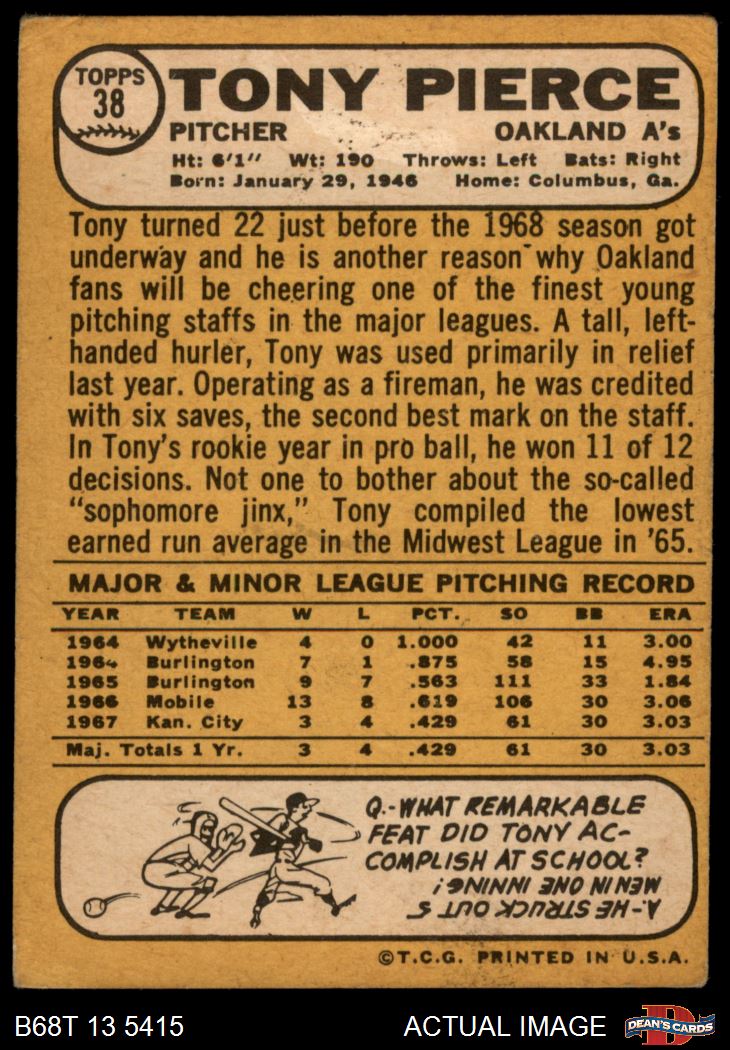 TOPPS
38
TONY PIERCE
PITCHER OAKLAND A's
Ht: 6'1" Wt: 190 Throws: Left Bats: Right
Born: January 29, 1946 Home: Columbus, Ga.
Tony turned 22 just before the 1968 season got
underway and he is another reason why Oakland
fans will be cheering one of the finest young
pitching staffs in the major leagues. A tall, left-
handed hurler, Tony was used primarily in relief
last year. Operating as a fireman, he was credited
with six saves, the second best mark on the staff.
In Tony's rookie year in pro ball, he won 11 of 12
decisions. Not one to bother about the so-called
"sophomore jinx," Tony compiled the lowest
earned run average in the Midwest League in '65.
MAJOR & MINOR LEAGUE PITCHING RECORD
YEAR TEAM W L PCT. SO BB ERA
1964 Wytheville 4 0 1.000 42 11 3.00
1964 Burlington 7 1 .875 58 15 4.95
1965 Burlington 9 7 .563 111 33 1.84
1966 Mobile 13 8 .619 106 30 3.06
1967 Kan. City 3 4 .429 61 30 3.03
Maj. Totals 1 Yr. 3 4 .429 61 30 3.03
Q.-WHAT REMARKABLE
FEAT DID TONY AC-
COMPLISH AT SCHOOL?
A.-HE STRUCK OUT 5
MEN IN ONE INNING!
©T.C.G. PRINTED IN U.S.A.
B68T 13 5415 ACTUAL IMAGE
D
DEAN'S CARDS